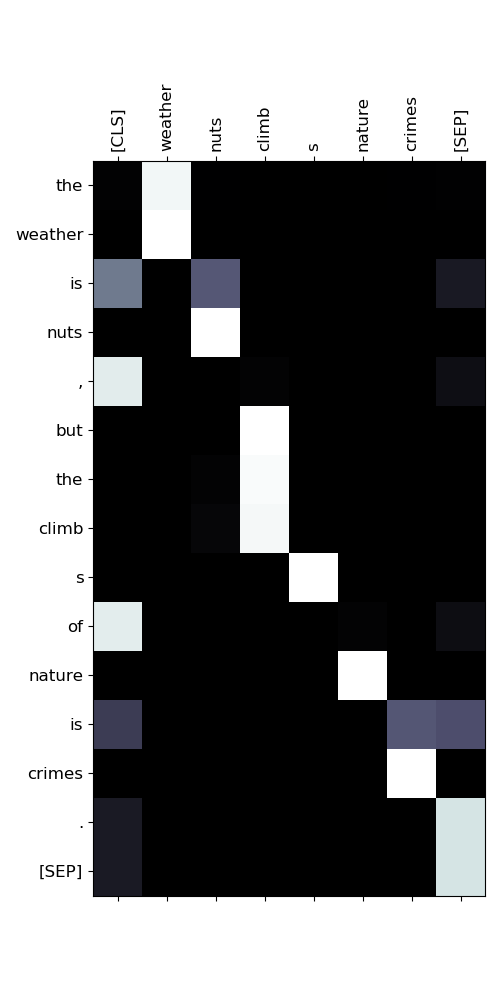 [CLS] weather nuts climb s nature crimes [SEP]
the
weather
is
nuts
,
but
the
climb
s
of
nature
is
crimes
.
[SEP]